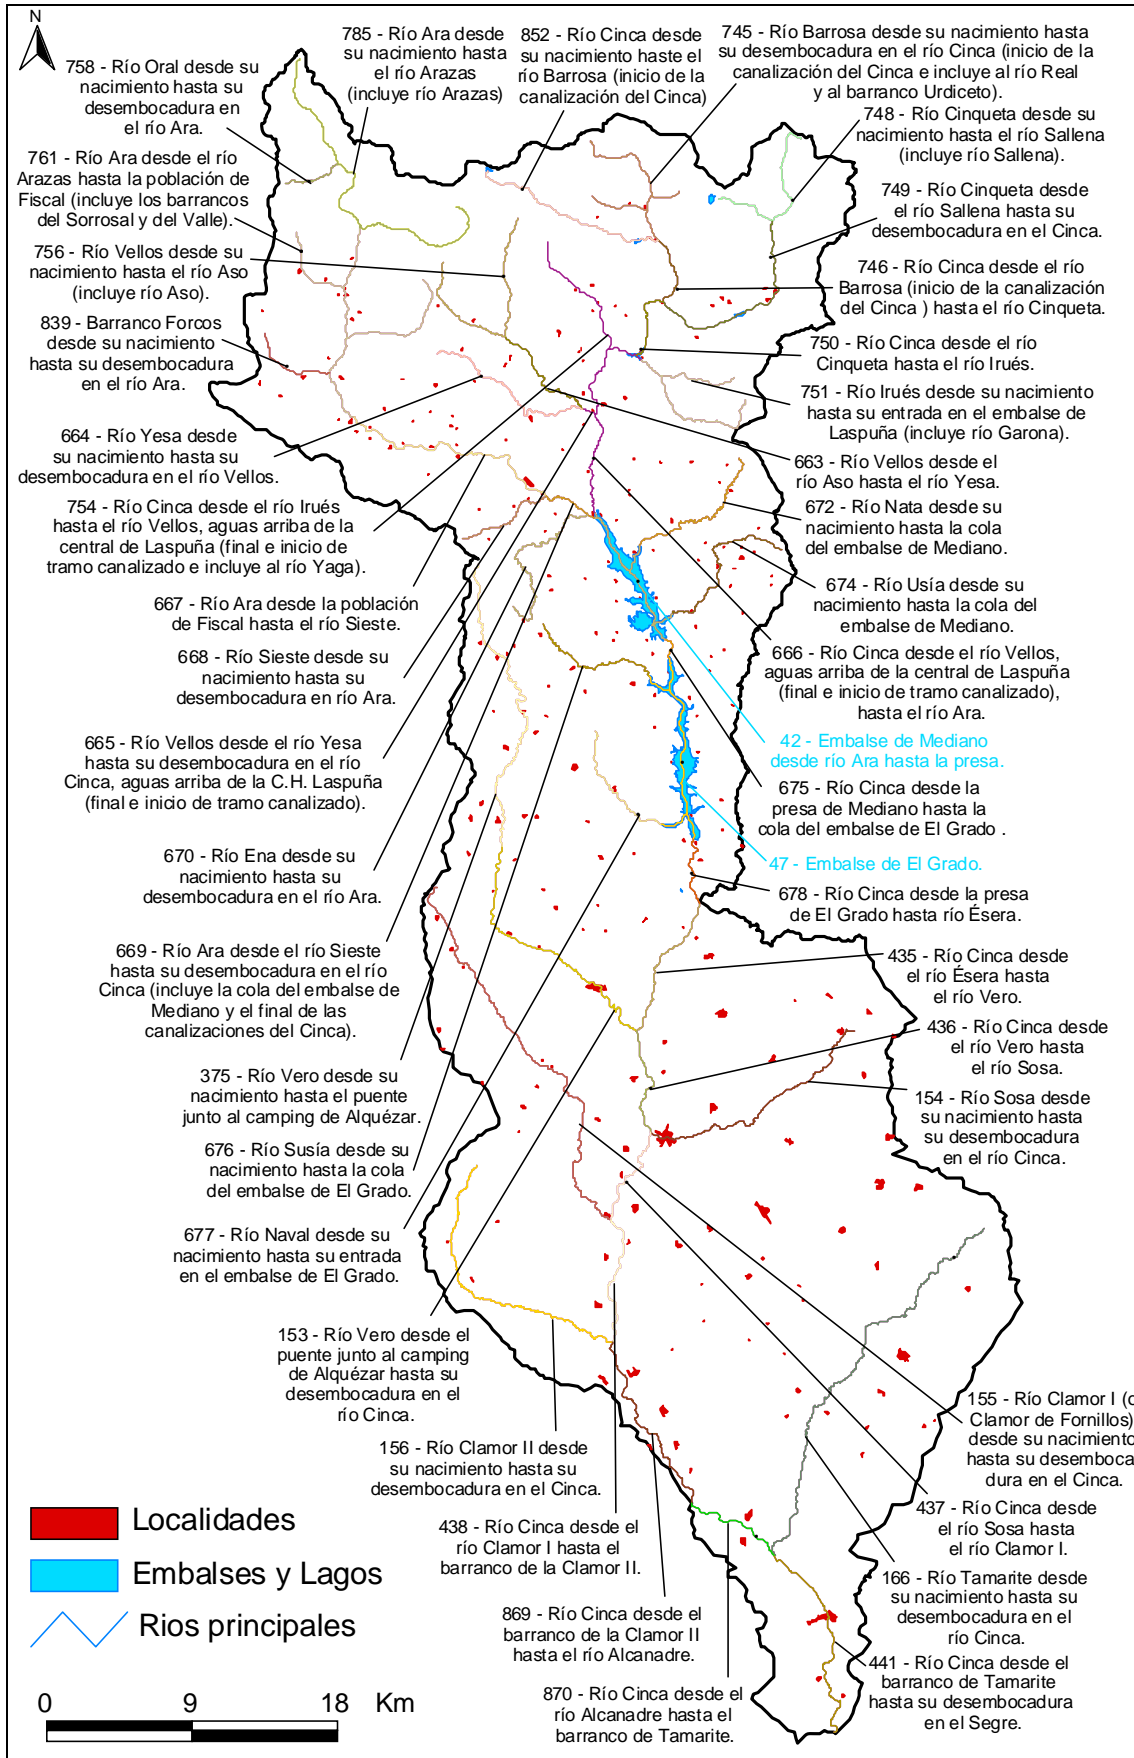 N
758 - Río Oral desde su
nacimiento hasta su
desembocadura en
el río Ara.
785 - Río Ara desde
su nacimiento hasta
el río Arazas
(incluye río Arazas)
852 - Río Cinca desde
su nacimiento haste el
río Barrosa (inicio de la
canalización del Cinca)
745 - Río Barrosa desde su nacimiento hasta
su desembocadura en el río Cinca (inicio de la
canalización del Cinca e incluye al río Real
y al barranco Urdiceto).
748 - Río Cinqueta desde su
nacimiento hasta el río Sallena
(incluye río Sallena).
761 - Río Ara desde el río
Arazas hasta la población de
Fiscal (incluye los barrancos
del Sorrosal y del Valle).
749 - Río Cinqueta desde
el río Sallena hasta su
desembocadura en el Cinca.
756 - Río Vellos desde su
nacimiento hasta el río Aso
(incluye río Aso).
746 - Río Cinca desde el río
Barrosa (inicio de la canalización
del Cinca ) hasta el río Cinqueta.
839 - Barranco Forcos
desde su nacimiento
hasta su desembocadura
en el río Ara.
750 - Río Cinca desde el río
Cinqueta hasta el río Irués.
751 - Río Irués desde su nacimiento
hasta su entrada en el embalse de
Laspuña (incluye río Garona).
664 - Río Yesa desde
su nacimiento hasta su
desembocadura en el río Vellos.
663 - Río Vellos desde el
río Aso hasta el río Yesa.
754 - Río Cinca desde el río Irués
hasta el río Vellos, aguas arriba de la
central de Laspuña (final e inicio de
tramo canalizado e incluye al río Yaga).
672 - Río Nata desde su
nacimiento hasta la cola
del embalse de Mediano.
667 - Río Ara desde la población
de Fiscal hasta el río Sieste.
674 - Río Usía desde su
nacimiento hasta la cola del
embalse de Mediano.
668 - Río Sieste desde su
nacimiento hasta su
desembocadura en río Ara.
666 - Río Cinca desde el río Vellos,
aguas arriba de la central de Laspuña
(final e inicio de tramo canalizado),
hasta el río Ara.
665 - Río Vellos desde el río Yesa
hasta su desembocadura en el río
Cinca, aguas arriba de la C.H. Laspuña
(final e inicio de tramo canalizado).
42 - Embalse de Mediano
desde río Ara hasta la presa.
675 - Río Cinca desde la
presa de Mediano hasta la
cola del embalse de El Grado .
670 - Río Ena desde su
nacimiento hasta su
desembocadura en el río Ara.
47 - Embalse de El Grado.
678 - Río Cinca desde la presa
de El Grado hasta río Ésera.
669 - Río Ara desde el río Sieste
hasta su desembocadura en el río
Cinca (incluye la cola del embalse de
Mediano y el final de las
canalizaciones del Cinca).
435 - Río Cinca desde
el río Ésera hasta
el río Vero.
436 - Río Cinca desde
el río Vero hasta
el río Sosa.
375 - Río Vero desde su
nacimiento hasta el puente
junto al camping de Alquézar.
154 - Río Sosa desde
su nacimiento hasta
su desembocadura
en el río Cinca.
676 - Río Susía desde su
nacimiento hasta la cola
del embalse de El Grado.
677 - Río Naval desde su
nacimiento hasta su entrada
en el embalse de El Grado.
153 - Río Vero desde el
puente junto al camping
de Alquézar hasta su
desembocadura en el
río Cinca.
155 - Río Clamor I (o
Clamor de Fornillos)
desde su nacimiento
hasta su desemboca
dura en el Cinca.
156 - Río Clamor II desde
su nacimiento hasta su
desembocadura en el Cinca.
437 - Río Cinca desde
el río Sosa hasta
el río Clamor I.
438 - Río Cinca desde el
río Clamor I hasta el
barranco de la Clamor II.
166 - Río Tamarite desde
su nacimiento hasta su
desembocadura en el
río Cinca.
869 - Río Cinca desde el
barranco de la Clamor II
hasta el río Alcanadre.
441 - Río Cinca desde el
barranco de Tamarite
hasta su desembocadura
en el Segre.
870 - Río Cinca desde el
río Alcanadre hasta el
barranco de Tamarite.
Localidades
Embalses y Lagos
Rios principales
0 9 18 Km